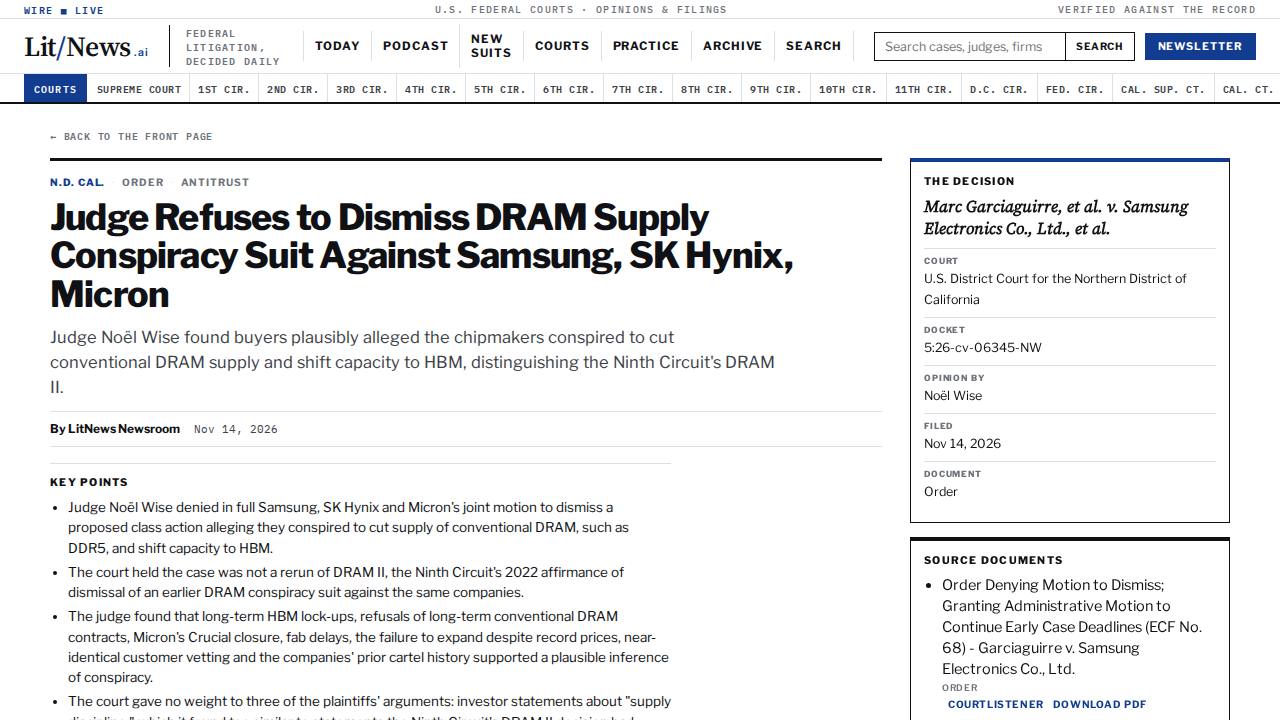 WIRE ■ LIVE
U.S. FEDERAL COURTS · OPINIONS & FILINGS
VERIFIED AGAINST THE RECORD
Lit/News.ai
FEDERAL
LITIGATION,
DECIDED DAILY
TODAY
PODCAST
NEW
SUITS
COURTS
PRACTICE
ARCHIVE
SEARCH
Search cases, judges, firms
SEARCH
NEWSLETTER
COURTS
SUPREME COURT
1ST CIR.
2ND CIR.
3RD CIR.
4TH CIR.
5TH CIR.
6TH CIR.
7TH CIR.
8TH CIR.
9TH CIR.
10TH CIR.
11TH CIR.
D.C. CIR.
FED. CIR.
CAL. SUP. CT.
CAL. CT.
← BACK TO THE FRONT PAGE
N.D. CAL. · ORDER · ANTITRUST
Judge Refuses to Dismiss DRAM Supply
Conspiracy Suit Against Samsung, SK Hynix,
Micron
Judge Noël Wise found buyers plausibly alleged the chipmakers conspired to cut
conventional DRAM supply and shift capacity to HBM, distinguishing the Ninth Circuit's DRAM
II.
By LitNews Newsroom Nov 14, 2026
KEY POINTS
• Judge Noël Wise denied in full Samsung, SK Hynix and Micron's joint motion to dismiss a
proposed class action alleging they conspired to cut supply of conventional DRAM, such as
DDR5, and shift capacity to HBM.
• The court held the case was not a rerun of DRAM II, the Ninth Circuit's 2022 affirmance of
dismissal of an earlier DRAM conspiracy suit against the same companies.
• The judge found that long-term HBM lock-ups, refusals of long-term conventional DRAM
contracts, Micron's Crucial closure, fab delays, the failure to expand despite record prices, near-
identical customer vetting and the companies' prior cartel history supported a plausible inference
of conspiracy.
• The court gave no weight to three of the plaintiffs' arguments: investor statements about "supply
THE DECISION
Marc Garciaguirre, et al. v. Samsung
Electronics Co., Ltd., et al.
COURT
U.S. District Court for the Northern District of
California
DOCKET
5:26-cv-06345-NW
OPINION BY
Noël Wise
FILED
Nov 14, 2026
DOCUMENT
Order
SOURCE DOCUMENTS
• Order Denying Motion to Dismiss;
Granting Administrative Motion to
Continue Early Case Deadlines (ECF No.
68) - Garciaguirre v. Samsung
Electronics Co., Ltd.
ORDER
COURTLISTENER DOWNLOAD PDF